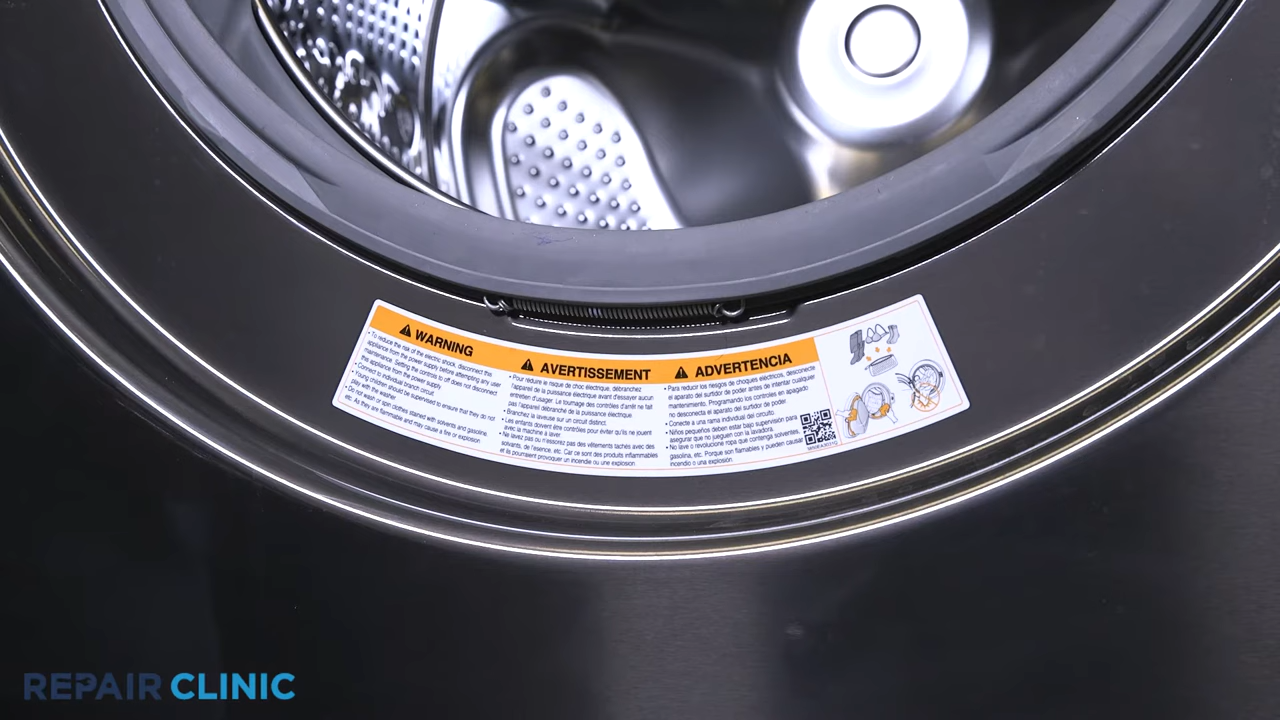 WARNING
• To reduce the risk of the electric shock, disconnect this
appliance from the power supply before attempting any user
maintenance. Setting the controls to off does not disconnect
the appliance from the power supply.
• Connect to individual branch circuit.
• Young children should be supervised to ensure that they do not
play with the washer.
• Do not wash or spin clothes stained with solvents and gasoline,
etc. As they are flammable and may cause a fire or explosion.
AVERTISSEMENT
• Pour réduire le risque de choc électrique, débranchez
l'appareil de la puissance électrique avant d'essayer aucun
entretien d'usager. Le tournage des contrôles d'arrêt ne fait
pas l'appareil débranché de la puissance électrique
• Branchez la laveuse sur un circuit distinct.
• Les enfants doivent être contrôlés pour éviter qu'ils ne jouent
avec la machine à laver.
• Ne lavez pas ou n'essorez pas des vêtements tachés avec des
solvants, de l'esence, etc. Car ce sont des produits inflammables
et ils pourraient provoquer un incendie ou une explosion.
ADVERTENCIA
• Para reducir los riesgos de choques eléctricos, desconecte
el aparato del surtidor de poder antes de intentar cualquier
mantenimiento. Programando los controles en apagado
no desconecta el aparato del surtidor de poder.
• Conecte a una rama individual del circuito.
• Niños pequeños deben estar bajo supervisión para
asegurar que no jueguen con la lavadora.
• No lave o revolucione ropa que contenga solventes,
gasolina, etc. Porque son flamables y pueden causar
incendio o una explosión.
REPAIR CLINIC